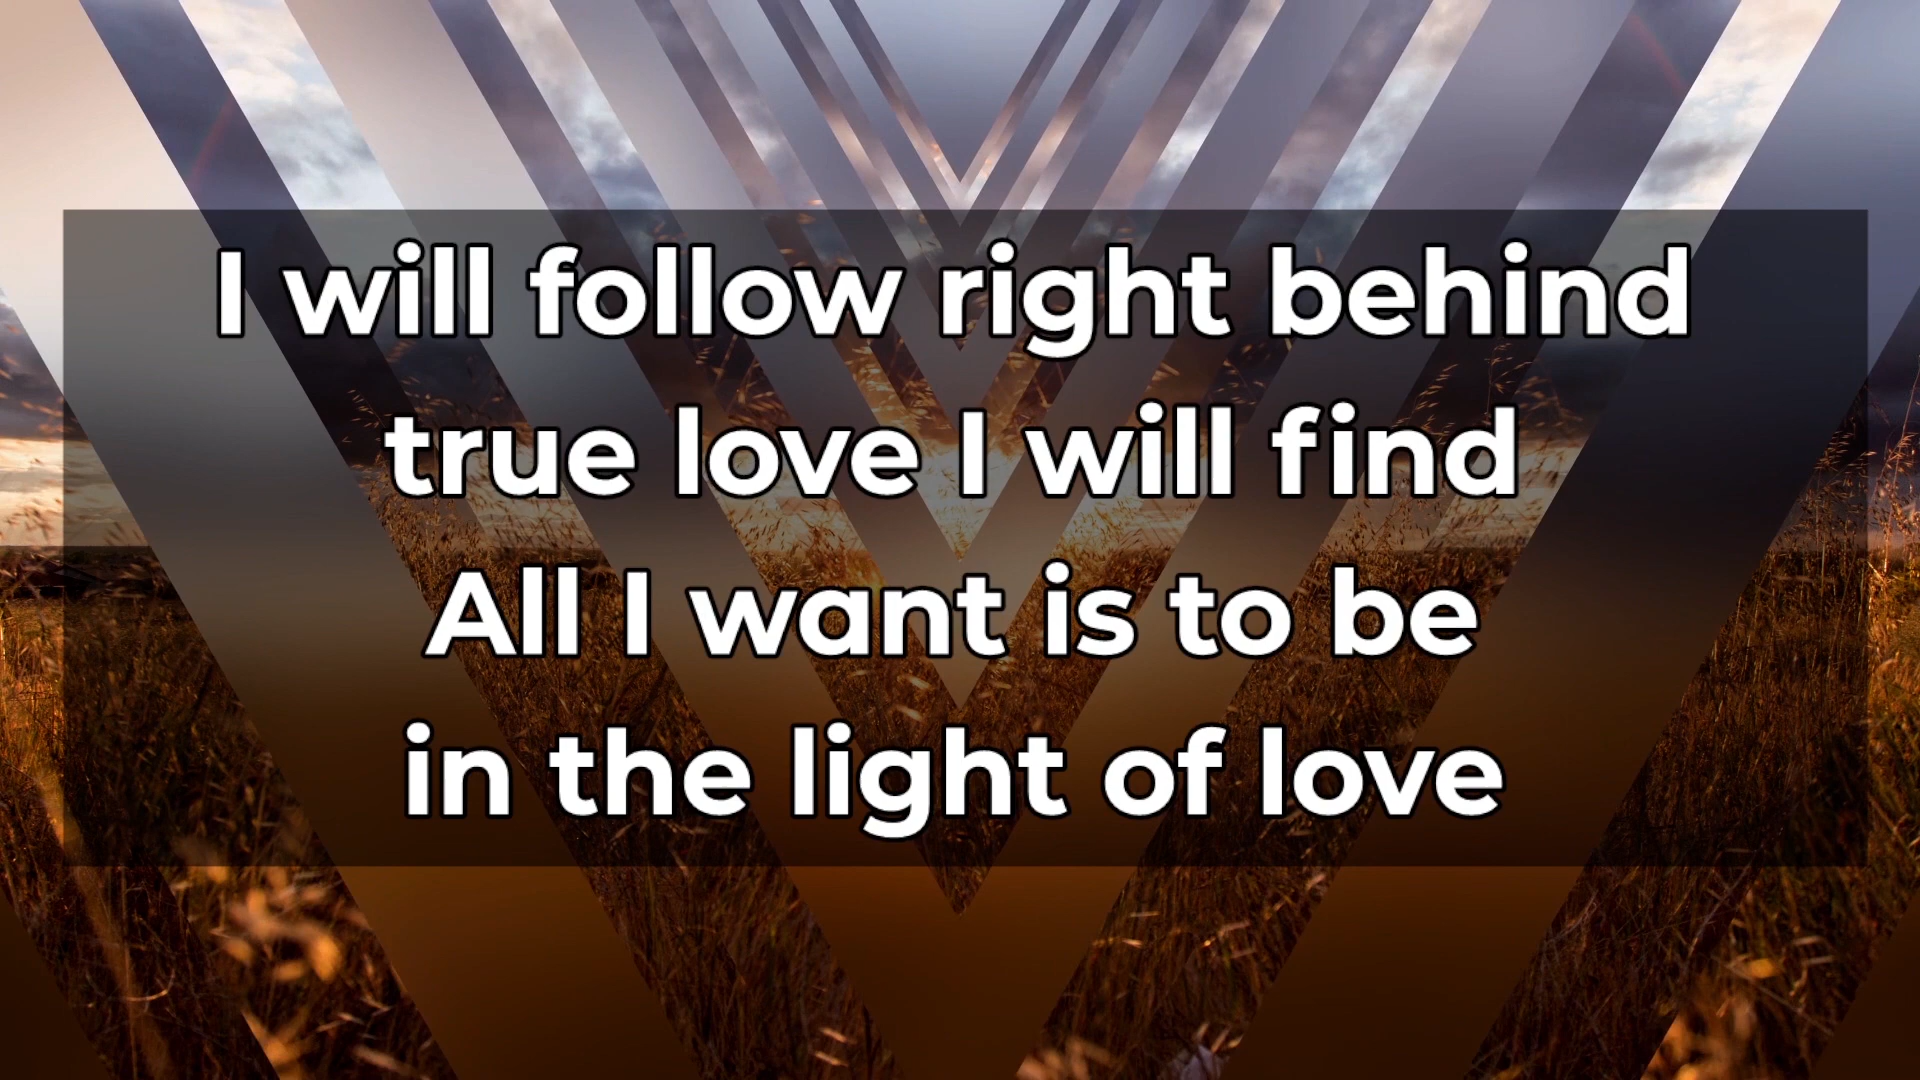 I will follow right behind
true love I will find
All I want is to be
in the light of love